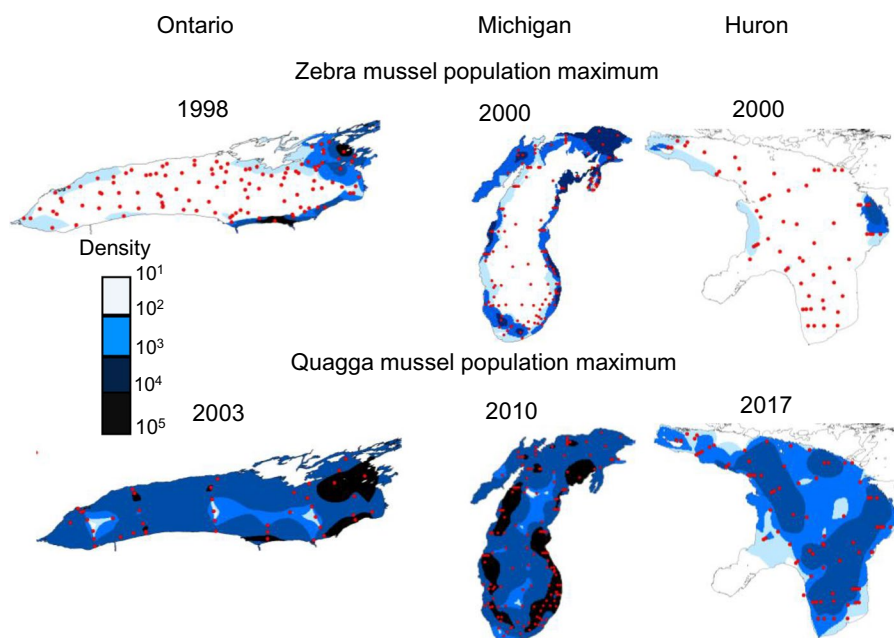 Ontario Michigan Huron
Zebra mussel population maximum
1998 2000 2000
Density
10¹
10²
10³
10⁴
10⁵
Quagga mussel population maximum
2003 2010 2017